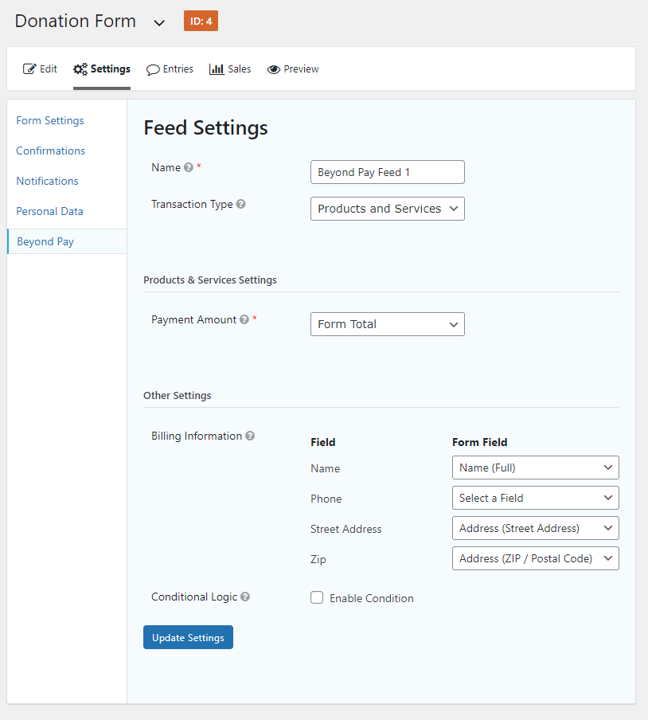 Donation Form ID: 4
Edit Settings Entries Sales Preview
Form Settings
Confirmations
Notifications
Personal Data
Beyond Pay
Feed Settings
Name ? * Beyond Pay Feed 1
Transaction Type ? Products and Services
Products & Services Settings
Payment Amount ? * Form Total
Other Settings
Billing Information ? Field Form Field
Name Name (Full)
Phone Select a Field
Street Address Address (Street Address)
Zip Address (ZIP / Postal Code)
Conditional Logic ? Enable Condition
Update Settings